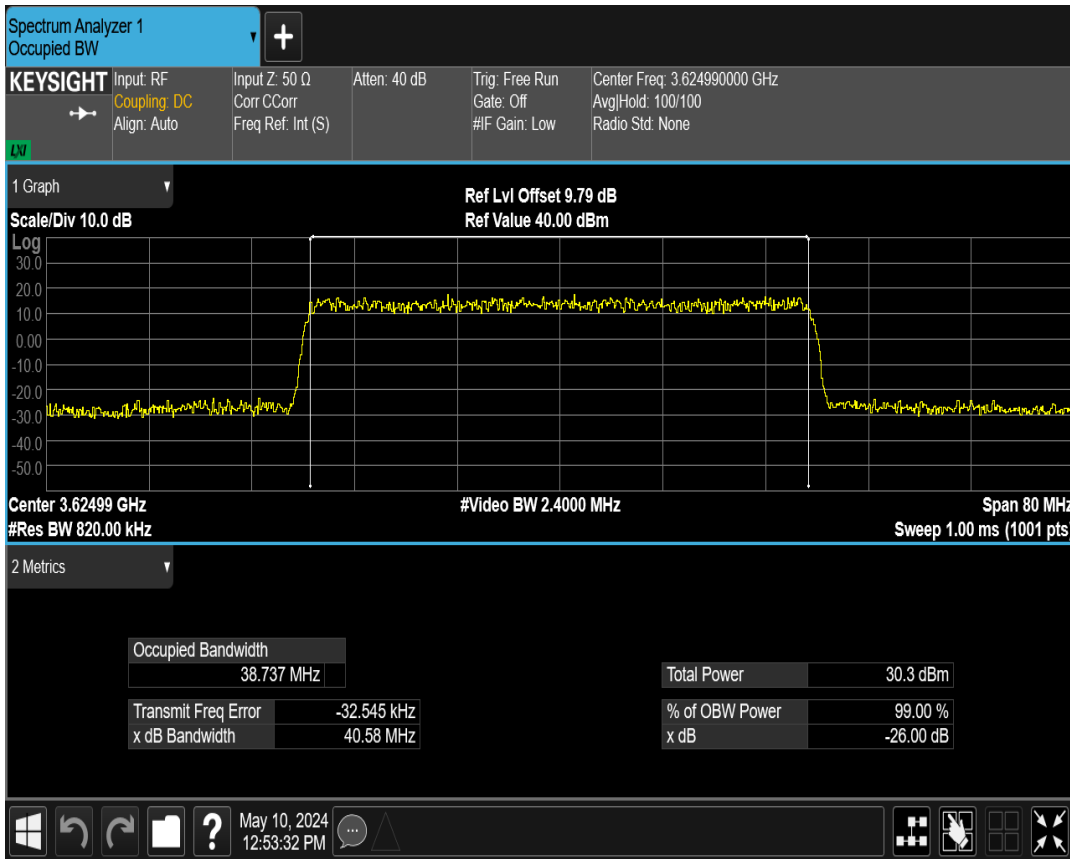 Spectrum Analyzer 1
Occupied BW
KEYSIGHT
LXI
Input: RF
Coupling: DC
Align: Auto
Input Z: 50 Ω
Corr CCorr
Freq Ref: Int (S)
Atten: 40 dB
Trig: Free Run
Gate: Off
#IF Gain: Low
Center Freq: 3.624990000 GHz
Avg|Hold: 100/100
Radio Std: None
1 Graph
Scale/Div 10.0 dB
Ref Lvl Offset 9.79 dB
Ref Value 40.00 dBm
Log
30.0
20.0
10.0
0.00
-10.0
-20.0
-30.0
-40.0
-50.0
Center 3.62499 GHz
#Video BW 2.4000 MHz
Span 80 MHz
#Res BW 820.00 kHz
Sweep 1.00 ms (1001 pts)
2 Metrics
Occupied Bandwidth
38.737 MHz
Total Power 30.3 dBm
Transmit Freq Error -32.545 kHz
% of OBW Power 99.00 %
x dB Bandwidth 40.58 MHz
x dB -26.00 dB
?
May 10, 2024
12:53:32 PM